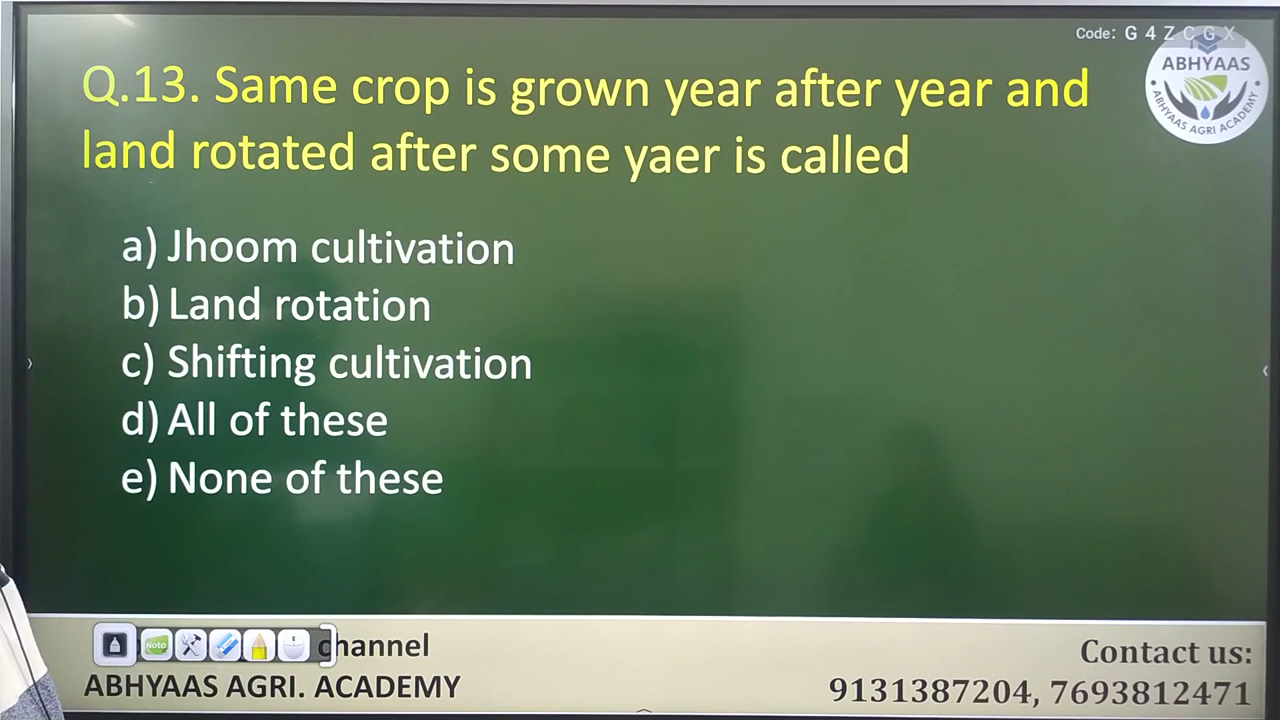 Code: G 4 Z C G X
ABHYAAS
ABHYAAS AGRI ACADEMY
Q.13. Same crop is grown year after year and
land rotated after some yaer is called
a) Jhoom cultivation
b) Land rotation
c) Shifting cultivation
d) All of these
e) None of these
Note
channel
ABHYAAS AGRI. ACADEMY
Contact us:
9131387204, 7693812471